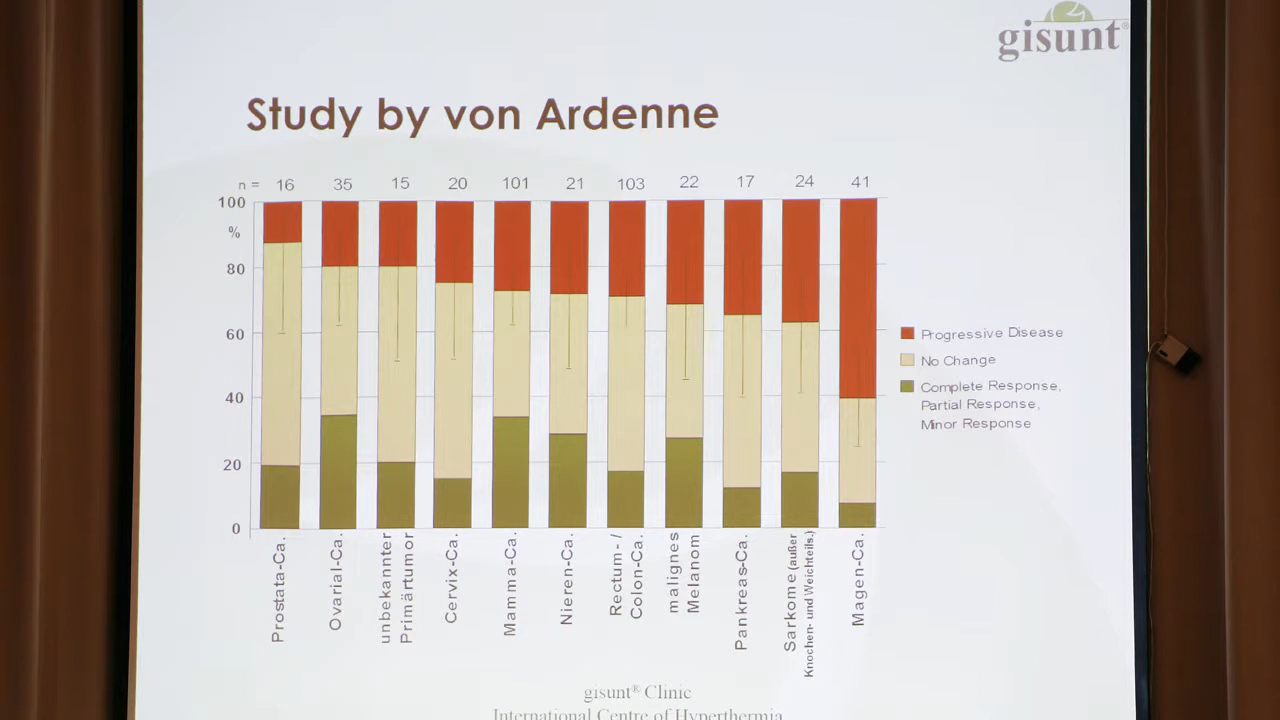 gisunt®
Study by von Ardenne
n = 16 35 15 20 101 21 103 22 17 24 41
100
%
80
60
40
20
0
Progressive Disease
No Change
Complete Response,
Partial Response,
Minor Response
Prostata-Ca.
Ovarial-Ca.
unbekannter
Primärtumor
Cervix-Ca.
Mamma-Ca.
Nieren-Ca.
Rectum- /
Colon-Ca.
malignes
Melanom
Pankreas-Ca.
Sarkome (außer
Knochen- und Weichteils.)
Magen-Ca.
gisunt® Clinic
International Centre of Hyperthermia